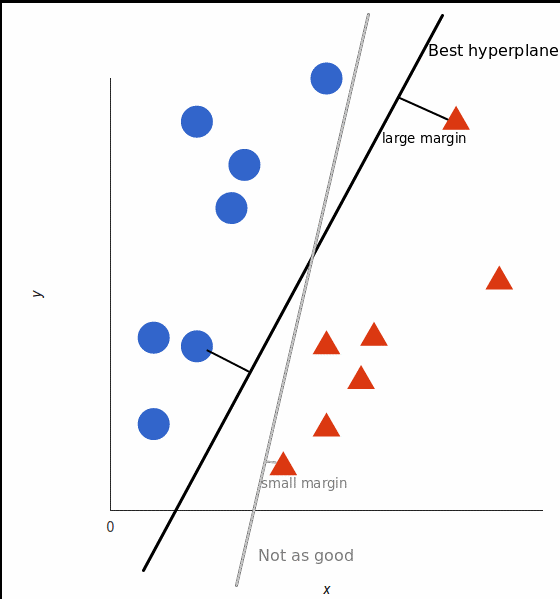 Best hyperplane
large margin
y
small margin
0
Not as good
x